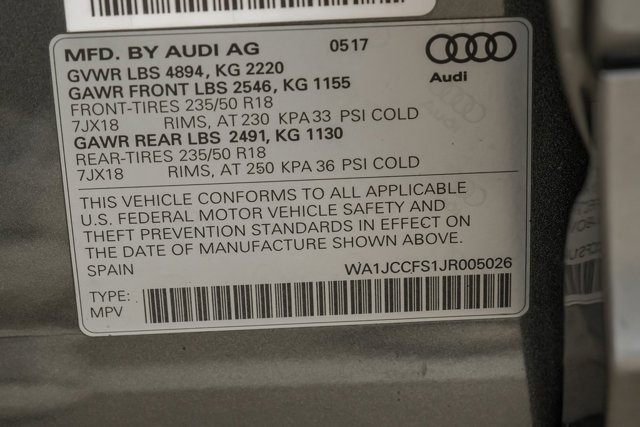 MFD. BY AUDI AG 0517
GVWR LBS 4894, KG 2220
GAWR FRONT LBS 2546, KG 1155
Audi
FRONT-TIRES 235/50 R18
7JX18 RIMS, AT 230 KPA 33 PSI COLD
GAWR REAR LBS 2491, KG 1130
REAR-TIRES 235/50 R18
7JX18 RIMS, AT 250 KPA 36 PSI COLD
THIS VEHICLE CONFORMS TO ALL APPLICABLE
U.S. FEDERAL MOTOR VEHICLE SAFETY AND
THEFT PREVENTION STANDARDS IN EFFECT ON
THE DATE OF MANUFACTURE SHOWN ABOVE.
SPAIN WA1JCCFS1JR005026
TYPE:
MPV